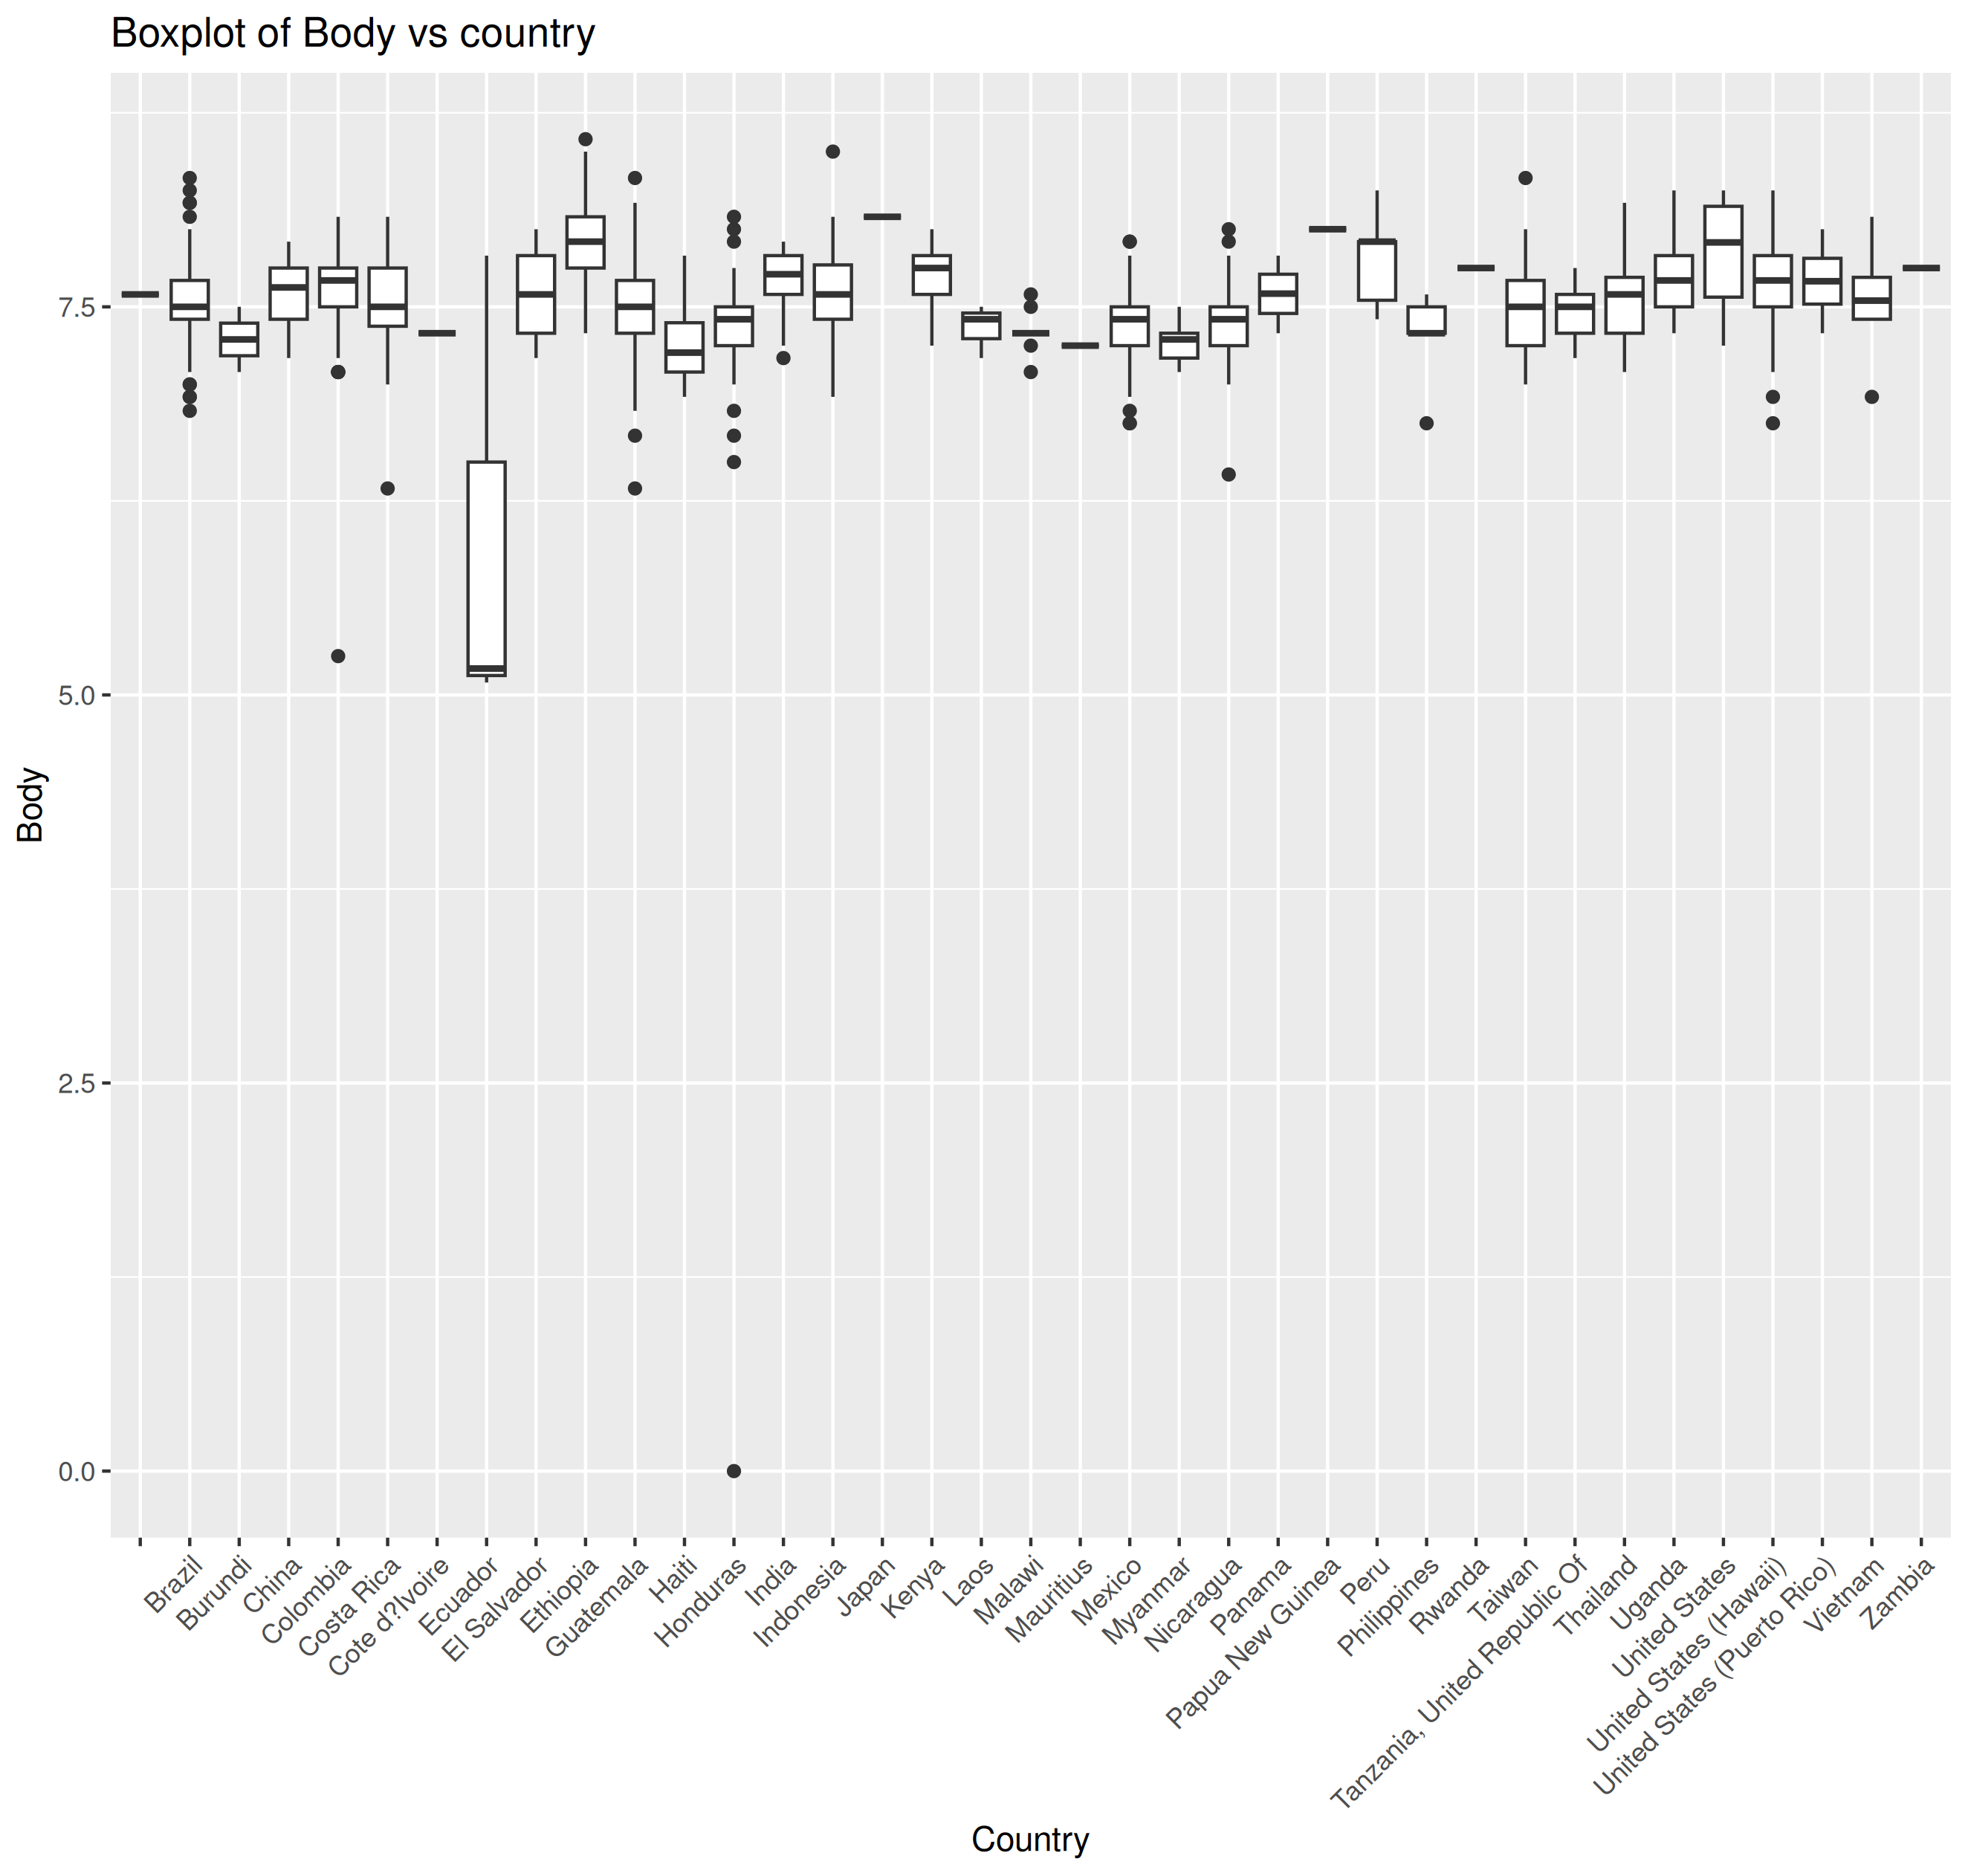 Boxplot of Body vs country
Body
7.5
5.0
2.5
0.0
Brazil
Burundi
China
Colombia
Costa Rica
Cote d?Ivoire
Ecuador
El Salvador
Ethiopia
Guatemala
Haiti
Honduras
India
Indonesia
Japan
Kenya
Laos
Malawi
Mauritius
Mexico
Myanmar
Nicaragua
Panama
Papua New Guinea
Peru
Philippines
Rwanda
Taiwan
Tanzania, United Republic Of
Thailand
Uganda
United States
United States (Hawaii)
United States (Puerto Rico)
Vietnam
Zambia
Country